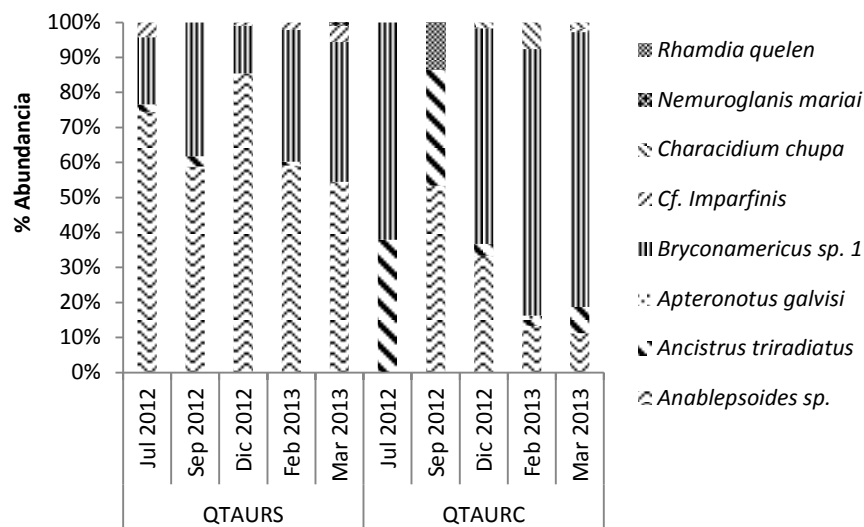 % Abundancia
100%
90%
80%
70%
60%
50%
40%
30%
20%
10%
0%
Jul 2012
Sep 2012
Dic 2012
Feb 2013
Mar 2013
Jul 2012
Sep 2012
Dic 2012
Feb 2013
Mar 2013
QTAURS
QTAURC
Rhamdia quelen
Nemuroglanis mariai
Characidium chupa
Cf. Imparfinis
Bryconamericus sp. 1
Apteronotus galvisi
Ancistrus triradiatus
Anablepsoides sp.